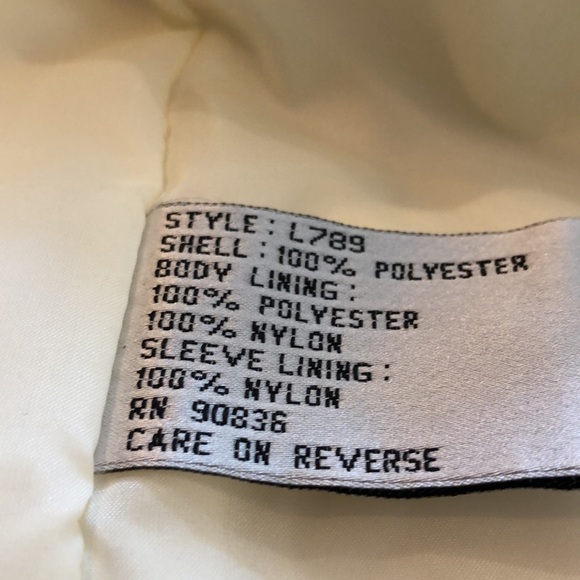 STYLE: L789
SHELL: 100% POLYESTER
BODY LINING:
100% POLYESTER
100% NYLON
SLEEVE LINING:
100% NYLON
RN 90836
CARE ON REVERSE